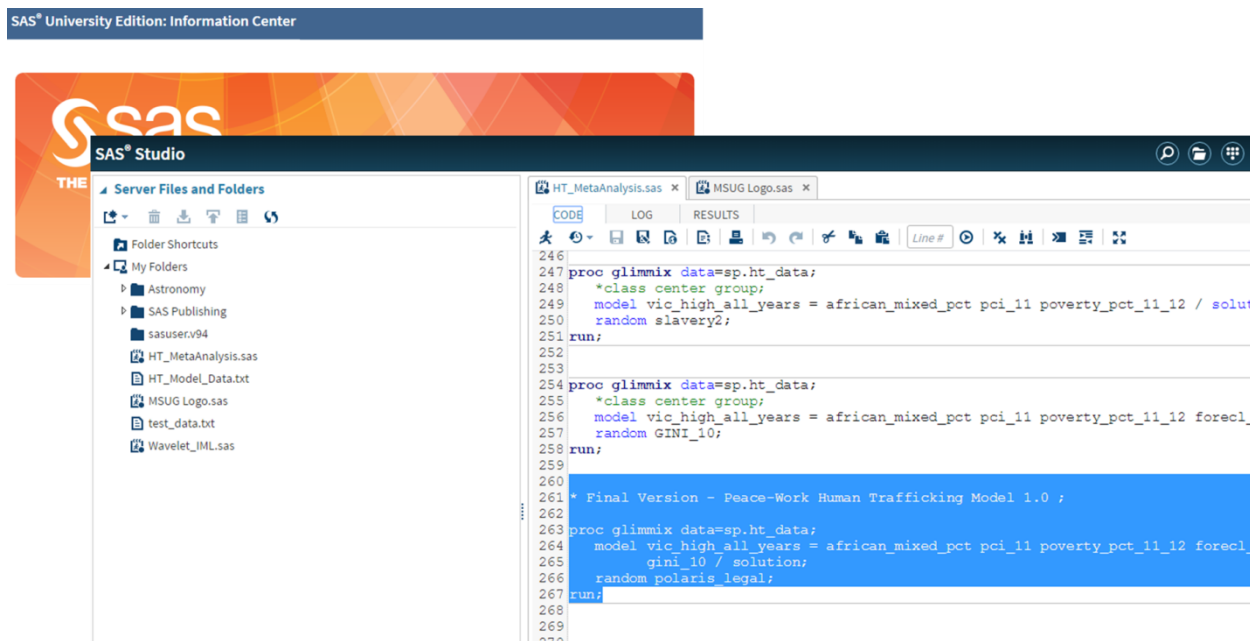 SAS® University Edition: Information Center
sas
THE
SAS® Studio
Server Files and Folders
Folder Shortcuts
My Folders
Astronomy
SAS Publishing
sasuser.v94
HT_MetaAnalysis.sas
HT_Model_Data.txt
MSUG Logo.sas
test_data.txt
Wavelet_IML.sas
HT_MetaAnalysis.sas × MSUG Logo.sas ×
CODE LOG RESULTS
Line #
246
247 proc glimmix data=sp.ht_data;
248 *class center group;
249 model vic_high_all_years = african_mixed_pct pci_11 poverty_pct_11_12 / solut
250 random slavery2;
251 run;
252
253
254 proc glimmix data=sp.ht_data;
255 *class center group;
256 model vic_high_all_years = african_mixed_pct pci_11 poverty_pct_11_12 forecl_
257 random GINI_10;
258 run;
259
260
261 * Final Version - Peace-Work Human Trafficking Model 1.0 ;
262
263 proc glimmix data=sp.ht_data;
264 model vic_high_all_years = african_mixed_pct pci_11 poverty_pct_11_12 forecl_
265 gini_10 / solution;
266 random polaris_legal;
267 run;
268
269